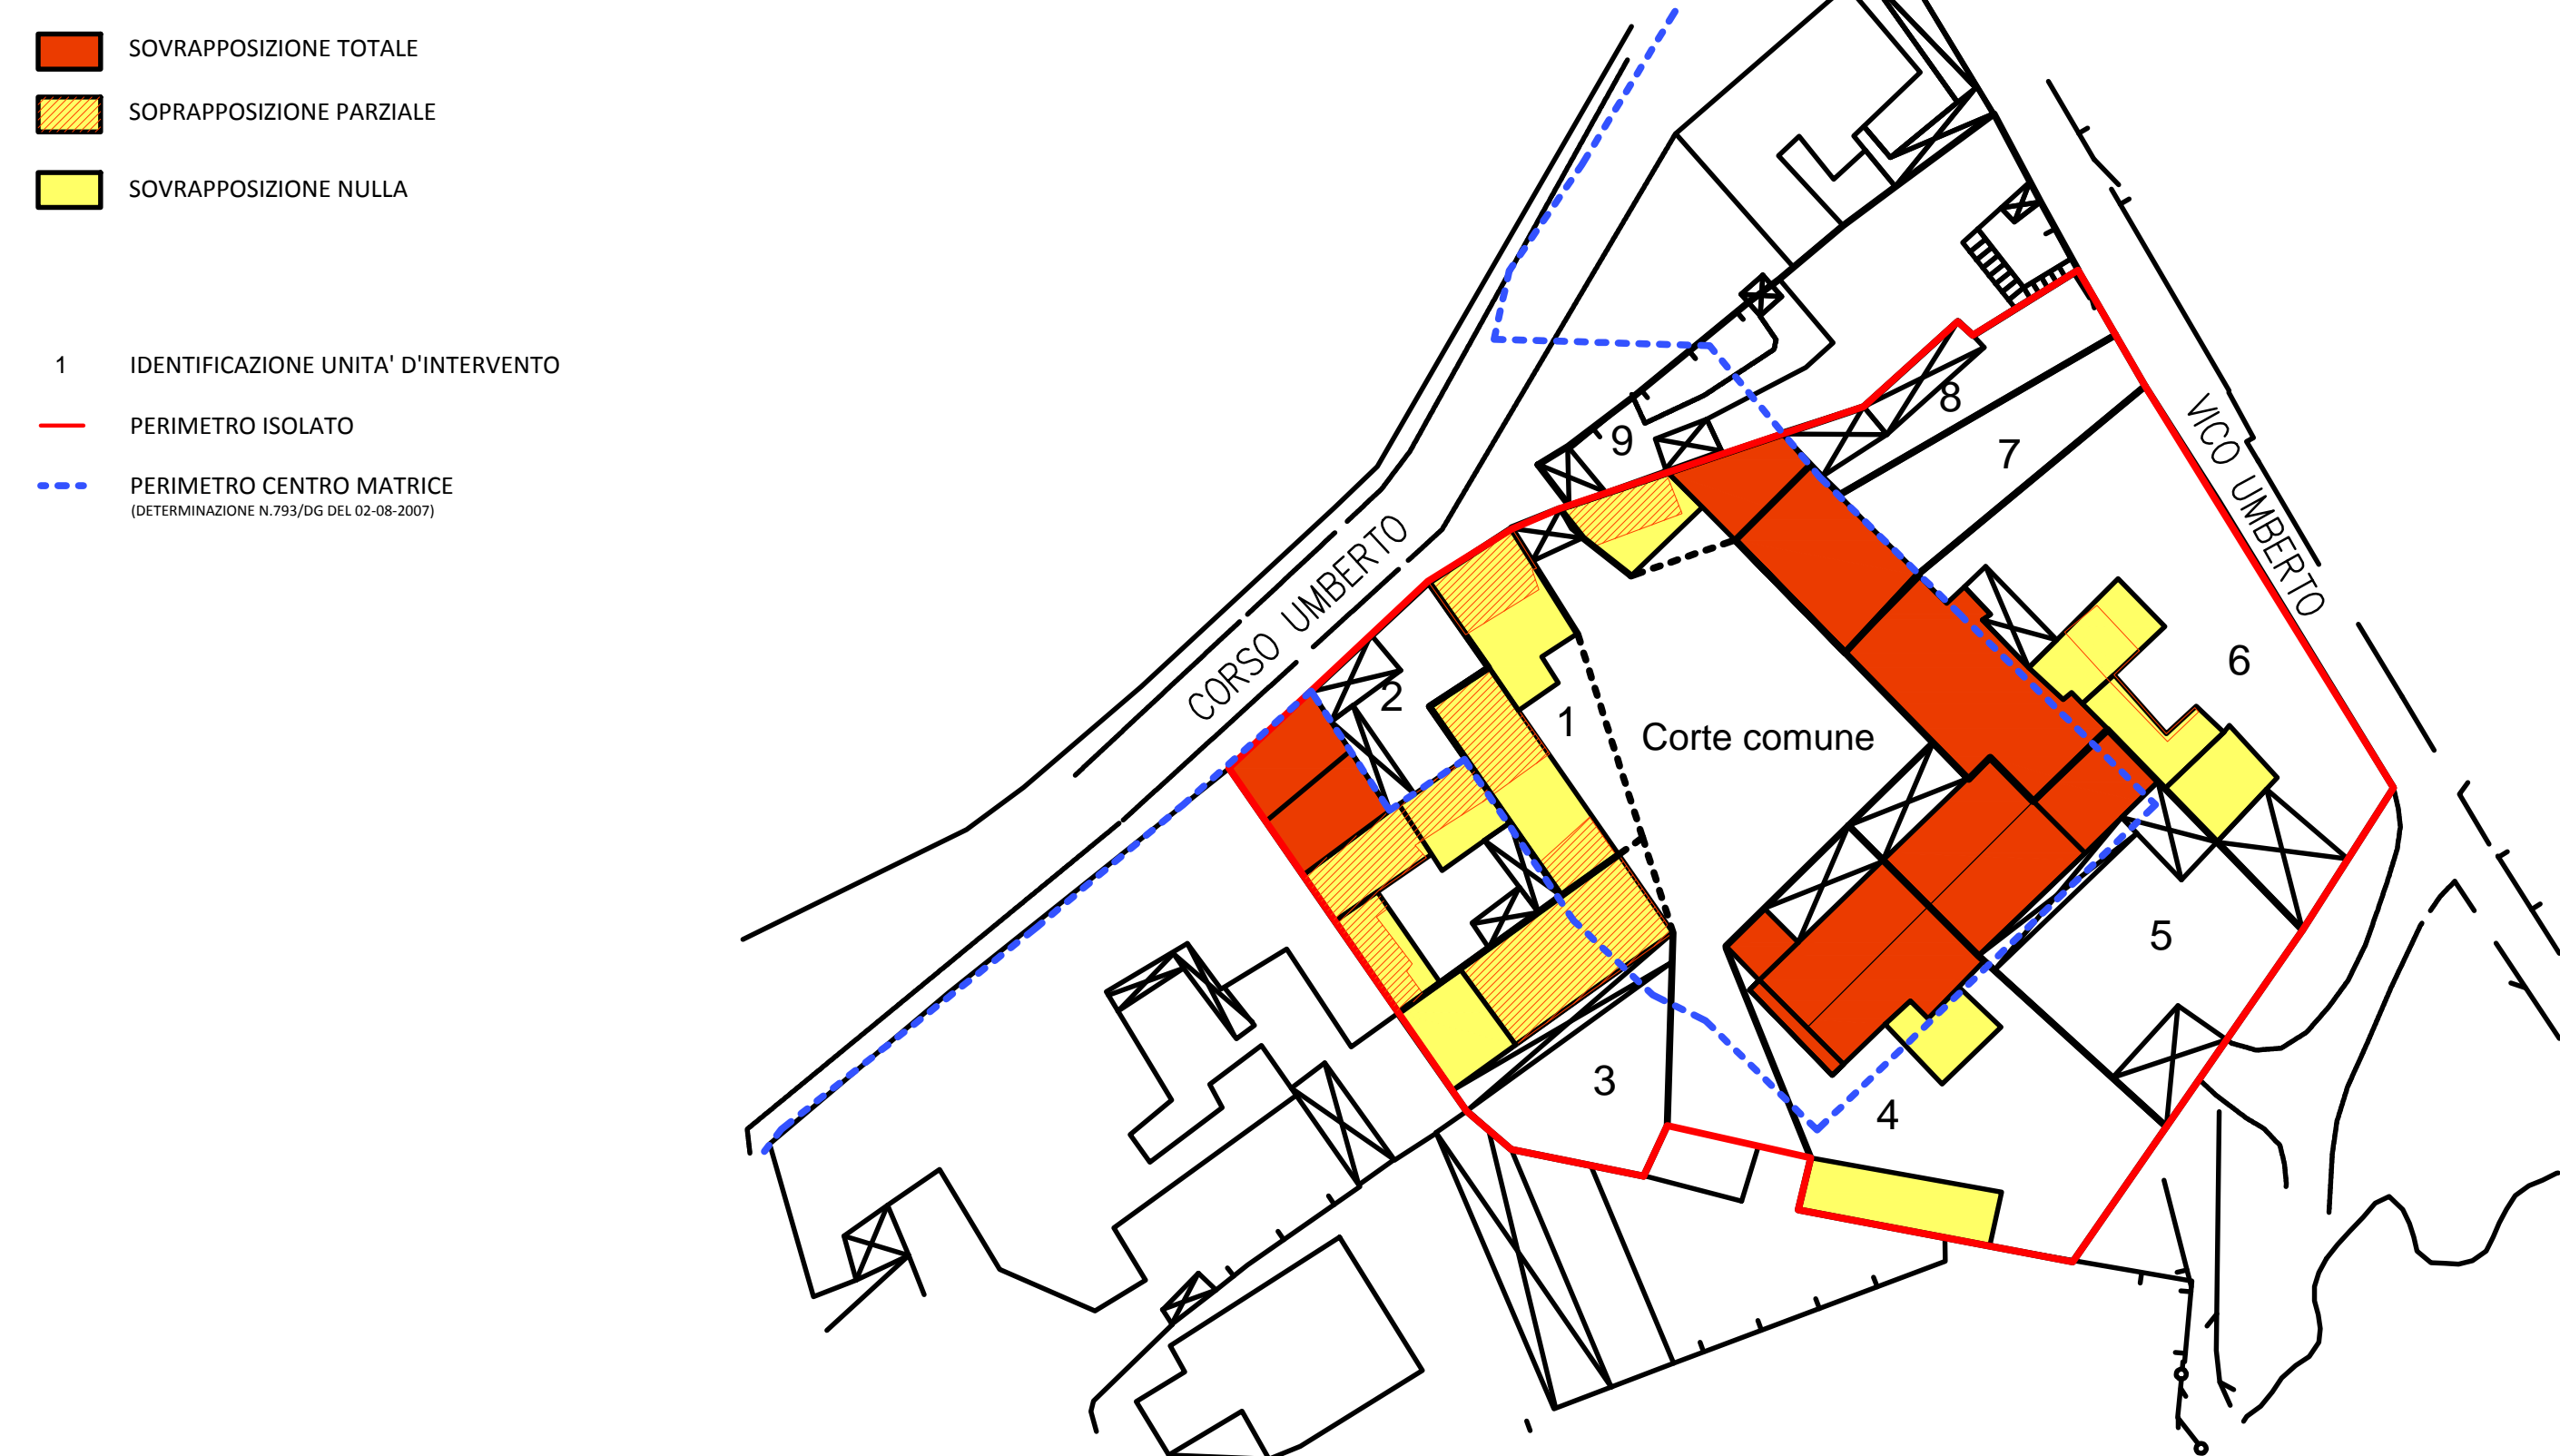 SOVRAPPOSIZIONE TOTALE
SOPRAPPOSIZIONE PARZIALE
SOVRAPPOSIZIONE NULLA
1 IDENTIFICAZIONE UNITA' D'INTERVENTO
PERIMETRO ISOLATO
PERIMETRO CENTRO MATRICE
(DETERMINAZIONE N.793/DG DEL 02-08-2007)
8
9
7
VICO UMBERTO
CORSO UMBERTO
6
2
1
Corte comune
5
3
4